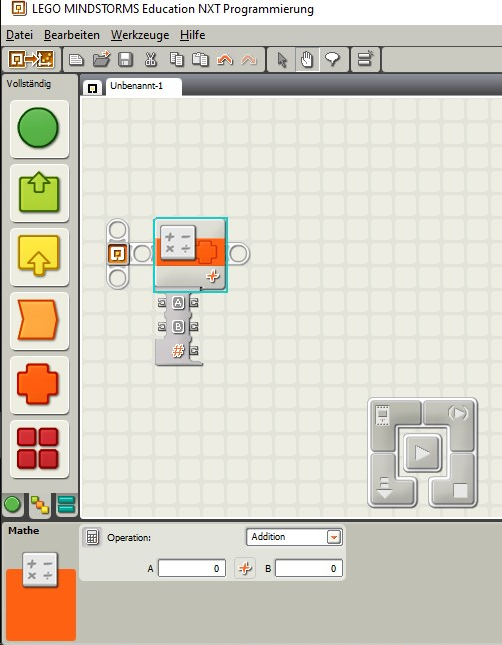 LEGO MINDSTORMS Education NXT Programmierung
Datei Bearbeiten Werkzeuge Hilfe
Vollständig
Unbenannt-1
A
B
#
Mathe
Operation: Addition
A 0 B 0